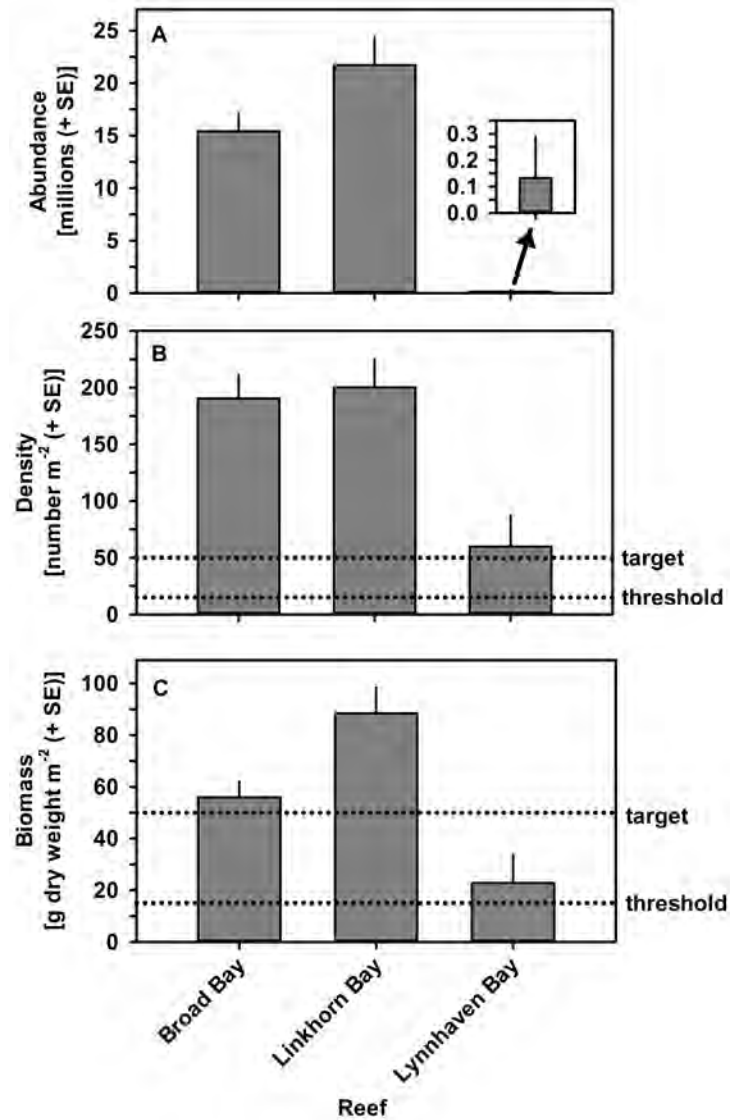 A
Abundance
[millions (+ SE)]
25
20
15
10
5
0
0.3
0.2
0.1
0.0
B
Density
[number m⁻² (+ SE)]
250
200
150
100
50
0
target
threshold
C
Biomass
[g dry weight m⁻² (+ SE)]
100
80
60
40
20
0
target
threshold
Broad Bay
Linkhorn Bay
Lynnhaven Bay
Reef